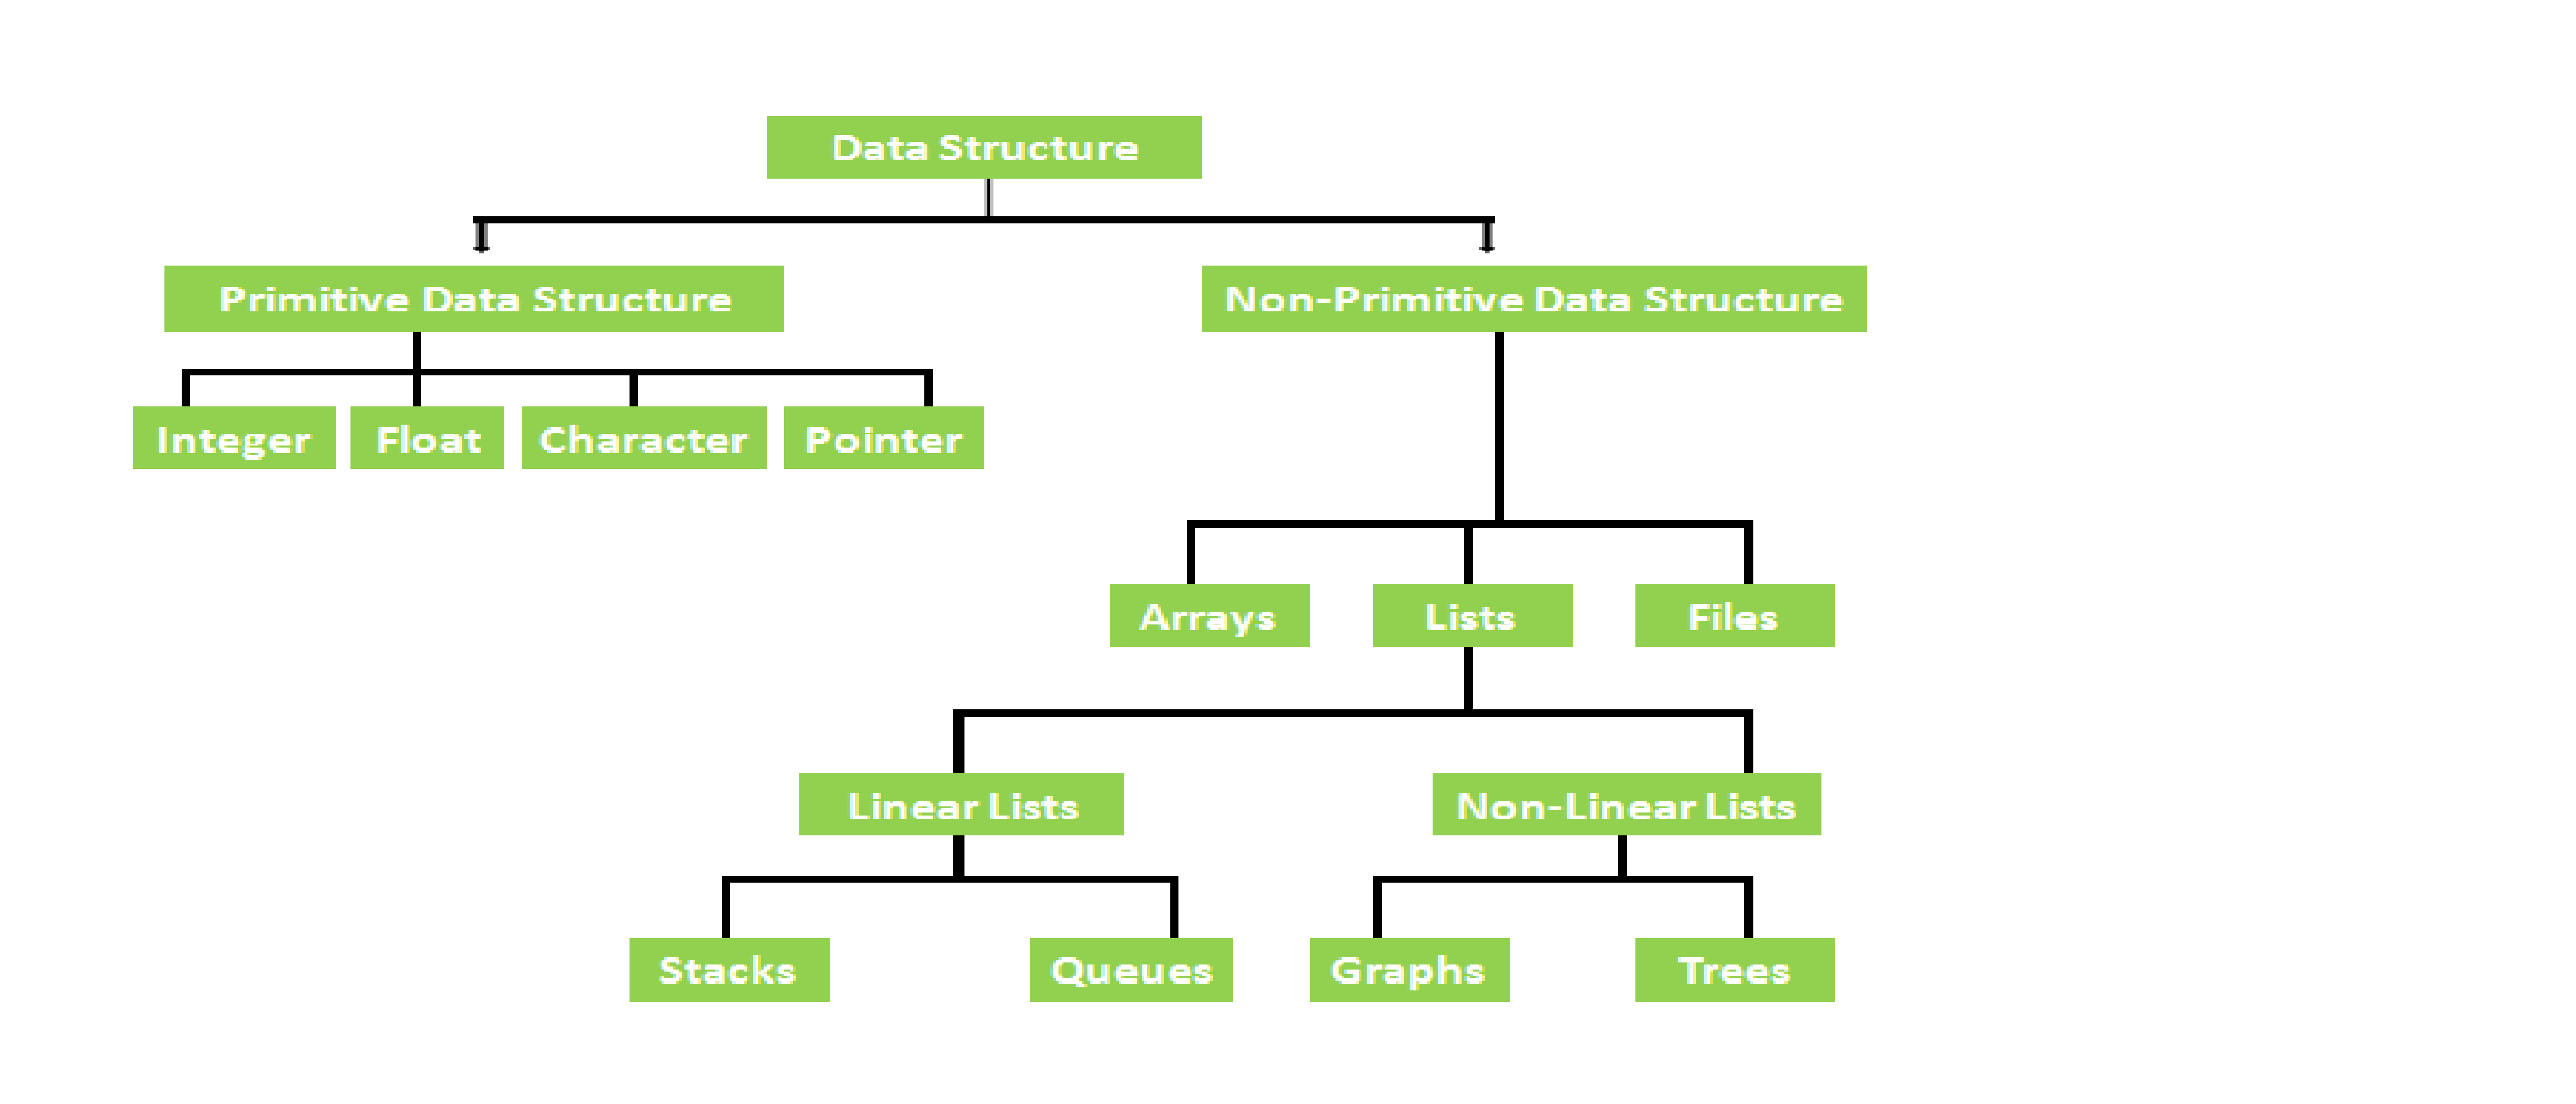 Data Structure
Primitive Data Structure
Non-Primitive Data Structure
Integer
Float
Character
Pointer
Arrays
Lists
Files
Linear Lists
Non-Linear Lists
Stacks
Queues
Graphs
Trees